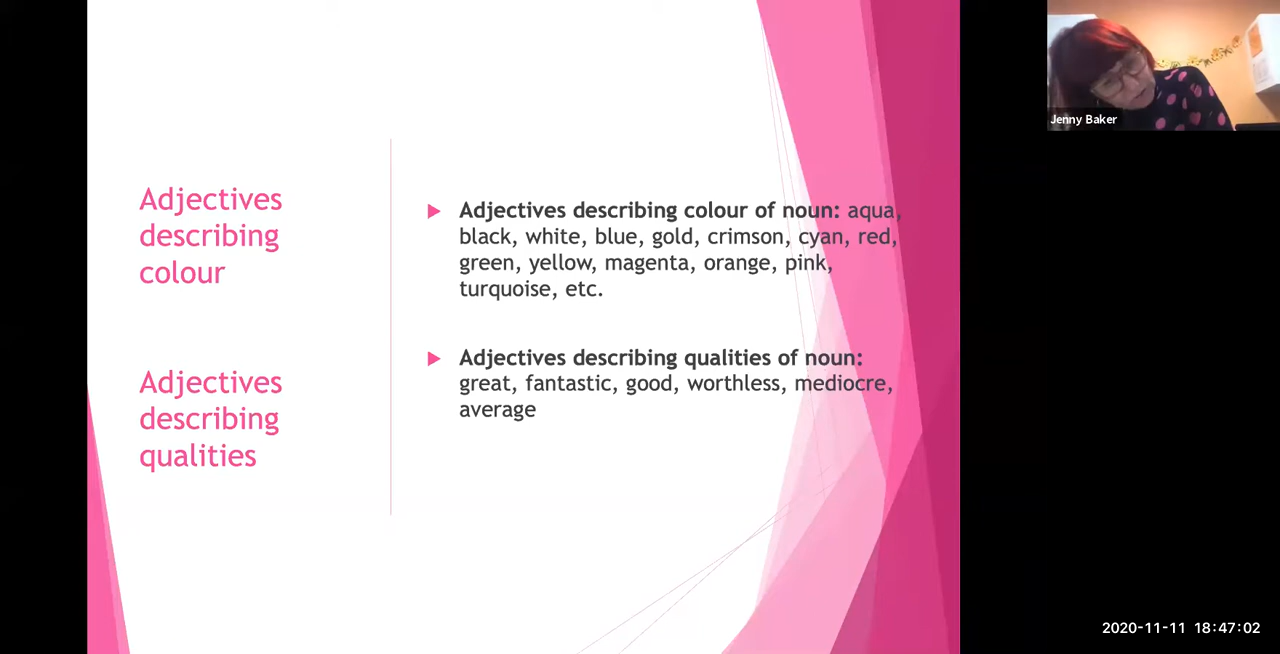 Adjectives
describing
colour
Adjectives
describing
qualities
Adjectives describing colour of noun: aqua,
black, white, blue, gold, crimson, cyan, red,
green, yellow, magenta, orange, pink,
turquoise, etc.
Adjectives describing qualities of noun:
great, fantastic, good, worthless, mediocre,
average
Jenny Baker
2020-11-11 18:47:02